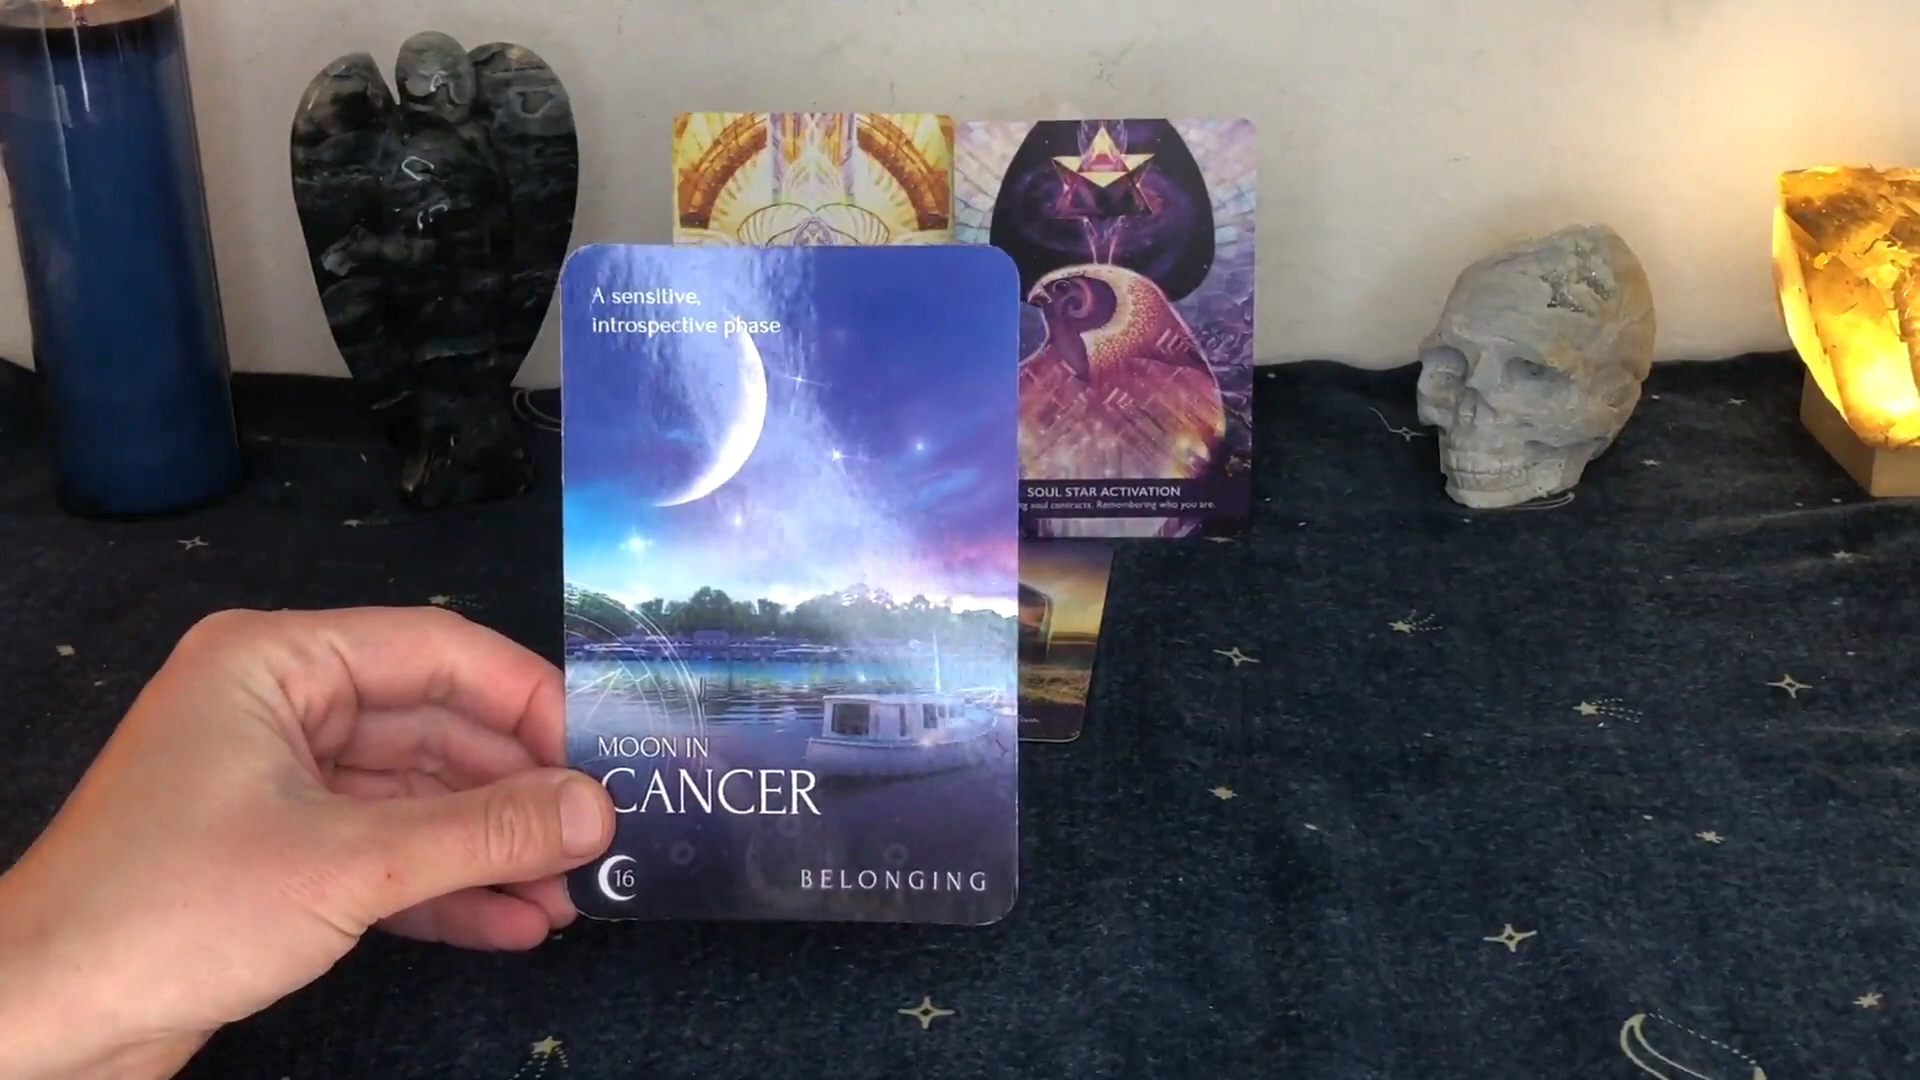 A sensitive,
introspective phase
MOON IN
CANCER
16
BELONGING
SOUL STAR ACTIVATION
soul contracts. Remembering who you are.